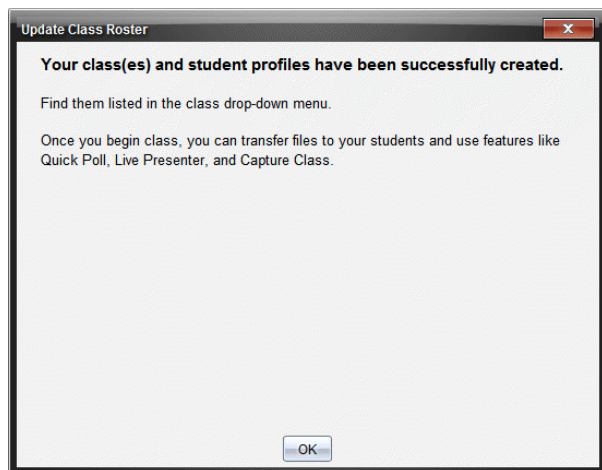 Update Class Roster
X
Your class(es) and student profiles have been successfully created.
Find them listed in the class drop-down menu.
Once you begin class, you can transfer files to your students and use features like
Quick Poll, Live Presenter, and Capture Class.
OK